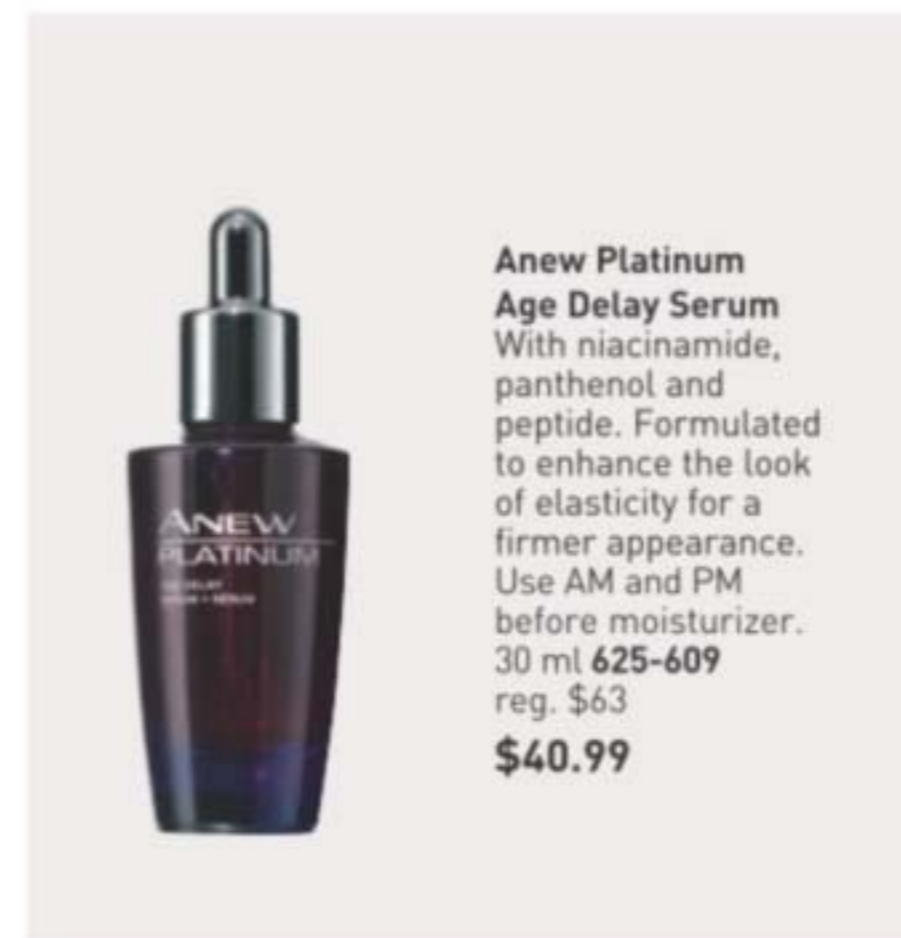 ANEW
PLATINUM
Anew Platinum
Age Delay Serum
With niacinamide,
panthenol and
peptide. Formulated
to enhance the look
of elasticity for a
firmer appearance.
Use AM and PM
before moisturizer.
30 ml 625-609
reg. $63
$40.99